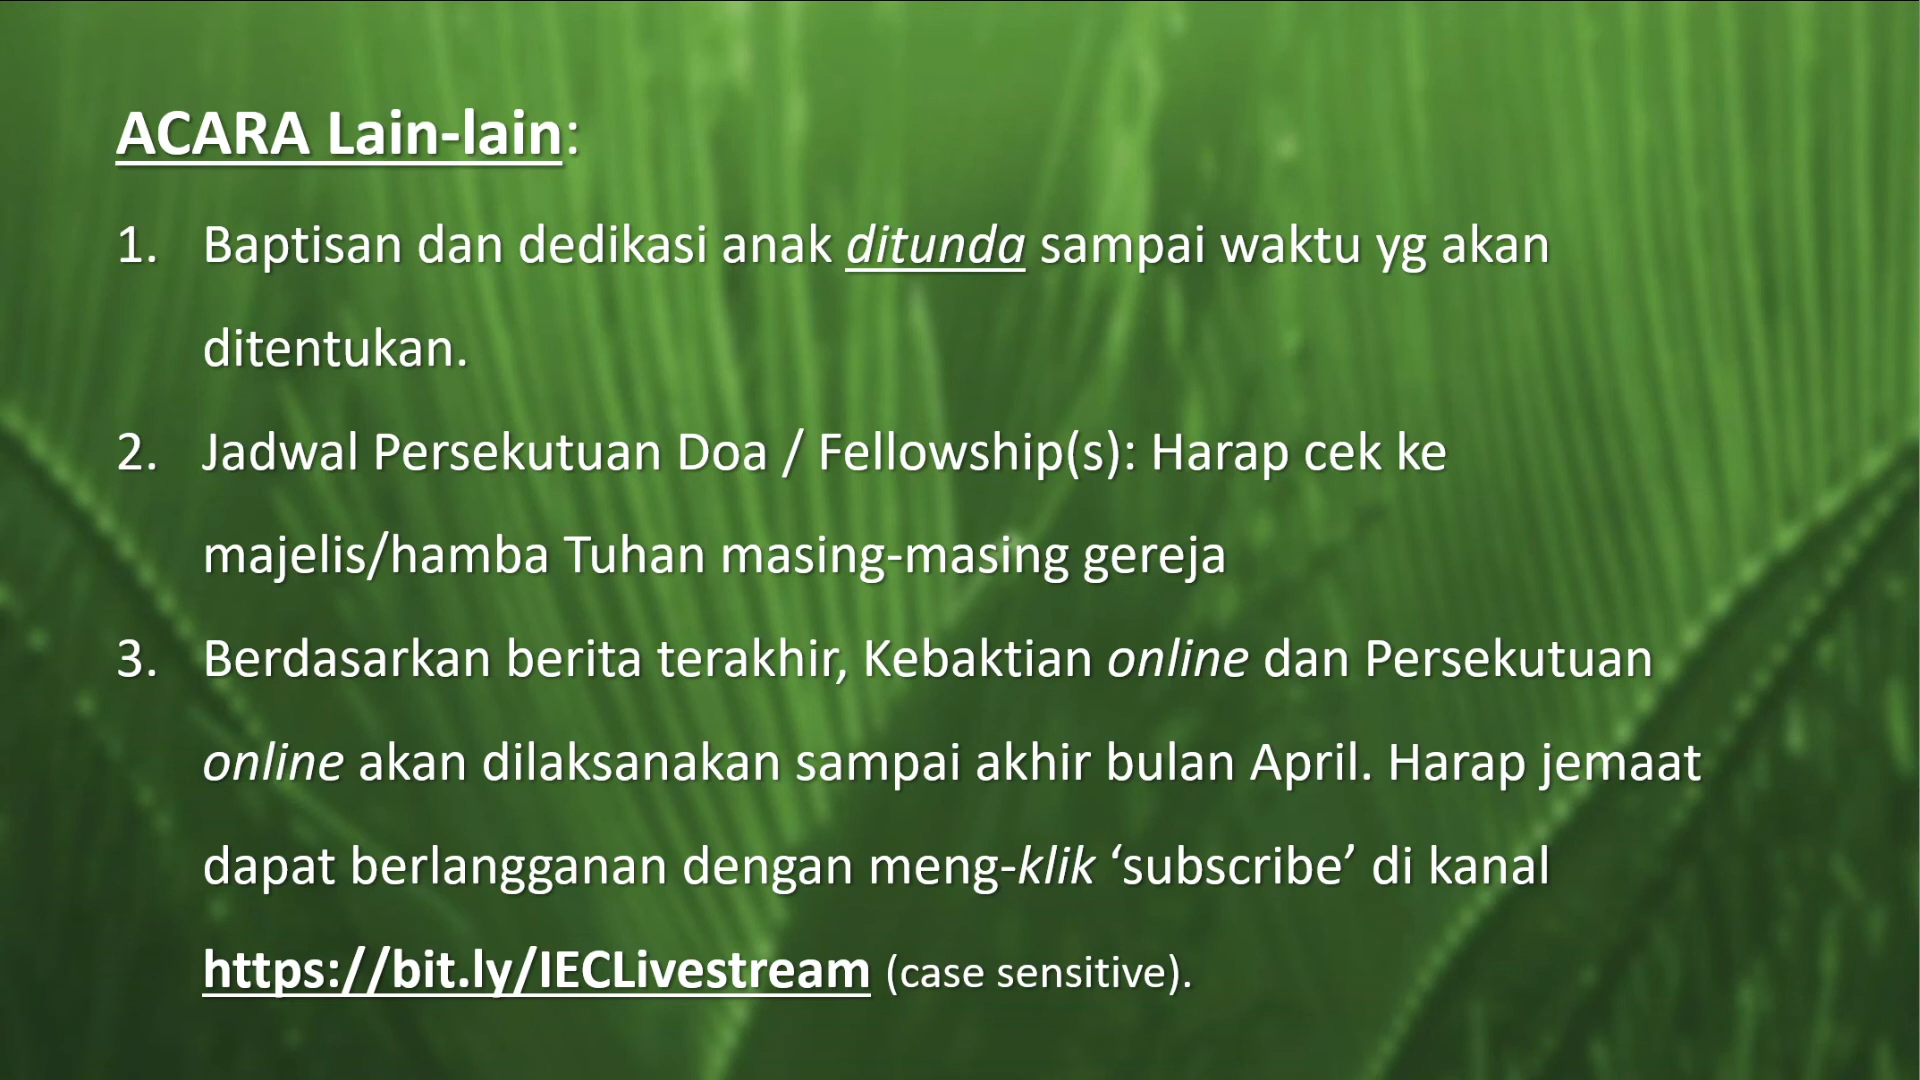 ACARA Lain-lain:
1. Baptisan dan dedikasi anak ditunda sampai waktu yg akan
ditentukan.
2. Jadwal Persekutuan Doa / Fellowship(s): Harap cek ke
majelis/hamba Tuhan masing-masing gereja
3. Berdasarkan berita terakhir, Kebaktian online dan Persekutuan
online akan dilaksanakan sampai akhir bulan April. Harap jemaat
dapat berlangganan dengan meng-klik ‘subscribe’ di kanal
https://bit.ly/IECLivestream (case sensitive).